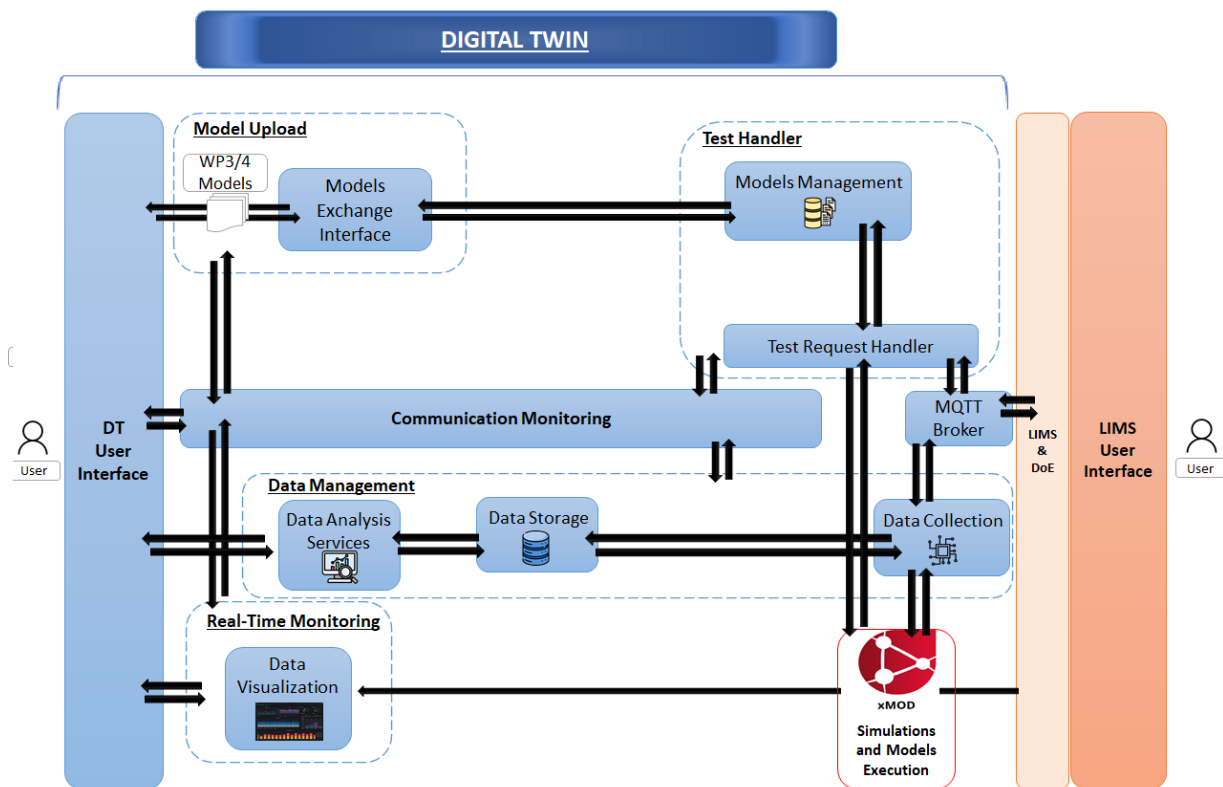 DIGITAL TWIN
Model Upload
WP3/4
Models
Models
Exchange
Interface
Test Handler
Models Management
Test Request Handler
Communication Monitoring
MQTT
Broker
DT
User
Interface
User
LIMS
&
DoE
LIMS
User
Interface
User
Data Management
Data Analysis
Services
Data Storage
Data Collection
Real-Time Monitoring
Data
Visualization
xMOD
Simulations
and Models
Execution